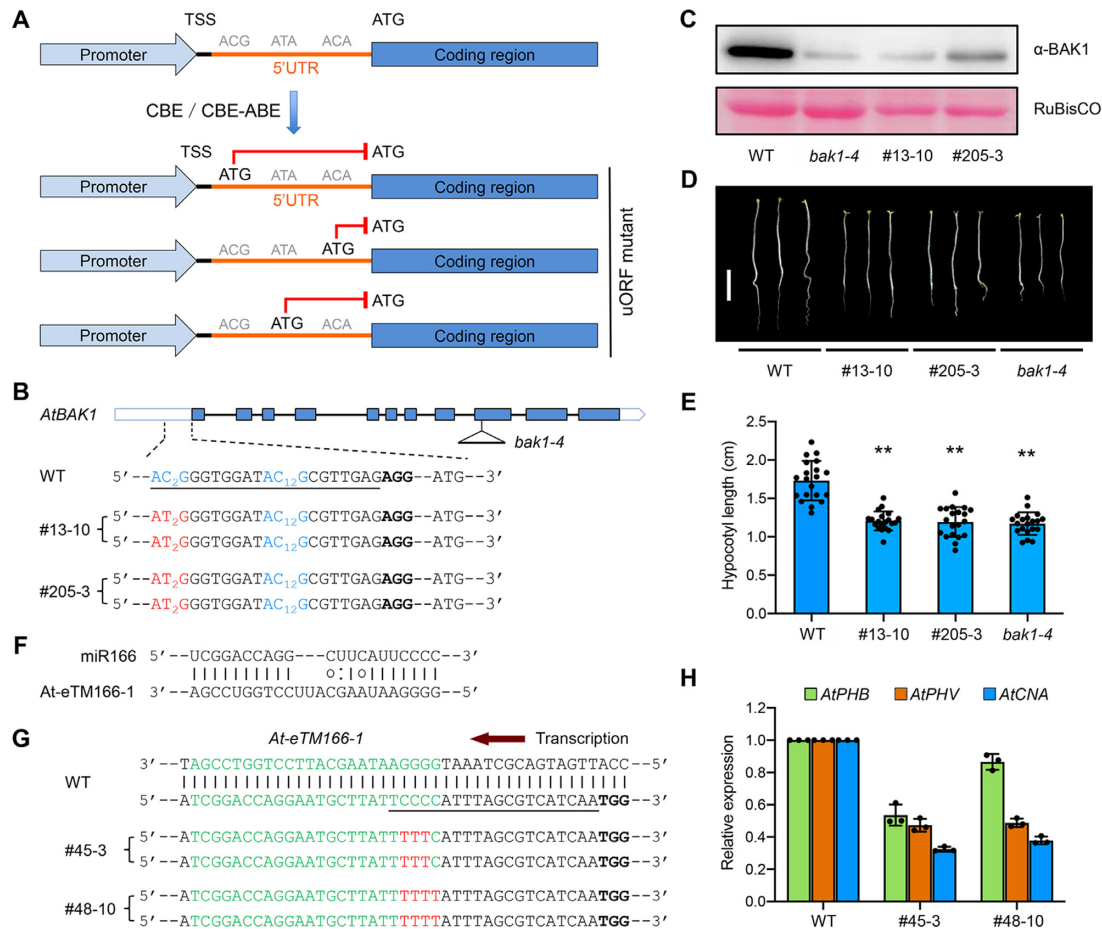 A
TSS
ATG
ACG ATA ACA
Promoter
5'UTR
Coding region
CBE / CBE-ABE
TSS
ATG
ATG ATA ACA
Promoter
5'UTR
Coding region
ATG
ACG ATA ATG
Promoter
Coding region
ATG
ACG ATG ACA
Promoter
Coding region
uORF mutant
B
AtBAK1
bak1-4
WT 5'--AC2GGGTGGATAC12GCGTTGAGAGG--ATG--3'
#13-10
5'--AT2GGGTGGATAC12GCGTTGAGAGG--ATG--3'
5'--AT2GGGTGGATAC12GCGTTGAGAGG--ATG--3'
#205-3
5'--AT2GGGTGGATAC12GCGTTGAGAGG--ATG--3'
5'--AT2GGGTGGATAC12GCGTTGAGAGG--ATG--3'
C
α-BAK1
RuBisCO
WT bak1-4 #13-10 #205-3
D
WT #13-10 #205-3 bak1-4
E
Hypocotyl length (cm)
2.5
2.0
1.5
1.0
0.5
0.0
** ** **
WT #13-10 #205-3 bak1-4
F
miR166 5'--UCGGACCAGG---CUUCAUUCCCC--3'
At-eTM166-1 3'--AGCCUGGUCCUUACGAAUAAGGGG--5'
G
At-eTM166-1
Transcription
3'--TAGCCTGGTCCTTACGAATAAGGGGTAAATCGCAGTAGTTACC--5'
WT
5'--ATCGGACCAGGAATGCTTATTCCCCATTTAGCGTCATCAATGG--3'
#45-3
5'--ATCGGACCAGGAATGCTTATTTTTCATTTAGCGTCATCAATGG--3'
5'--ATCGGACCAGGAATGCTTATTTTTCATTTAGCGTCATCAATGG--3'
#48-10
5'--ATCGGACCAGGAATGCTTATTTTTTATTTAGCGTCATCAATGG--3'
5'--ATCGGACCAGGAATGCTTATTTTTTATTTAGCGTCATCAATGG--3'
H
AtPHB AtPHV AtCNA
Relative expression
1.2
1.0
0.8
0.6
0.4
0.2
0.0
WT #45-3 #48-10